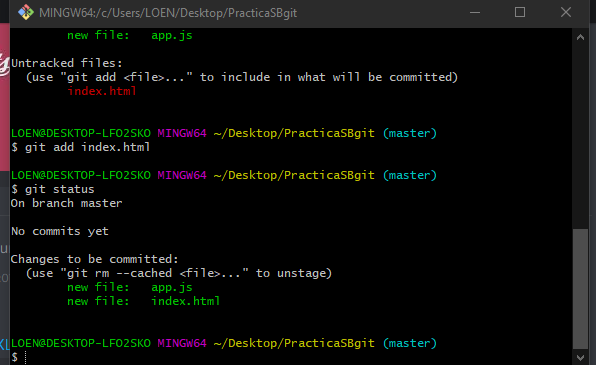 MINGW64:/c/Users/LOEN/Desktop/PracticaSBgit
new file:   app.js
Untracked files:
(use "git add <file>..." to include in what will be committed)
index.html
LOEN@DESKTOP-LFO2SKO MINGW64 ~/Desktop/PracticaSBgit (master)
$ git add index.html
LOEN@DESKTOP-LFO2SKO MINGW64 ~/Desktop/PracticaSBgit (master)
$ git status
On branch master
No commits yet
Changes to be committed:
(use "git rm --cached <file>..." to unstage)
new file:   app.js
new file:   index.html
LOEN@DESKTOP-LFO2SKO MINGW64 ~/Desktop/PracticaSBgit (master)
$